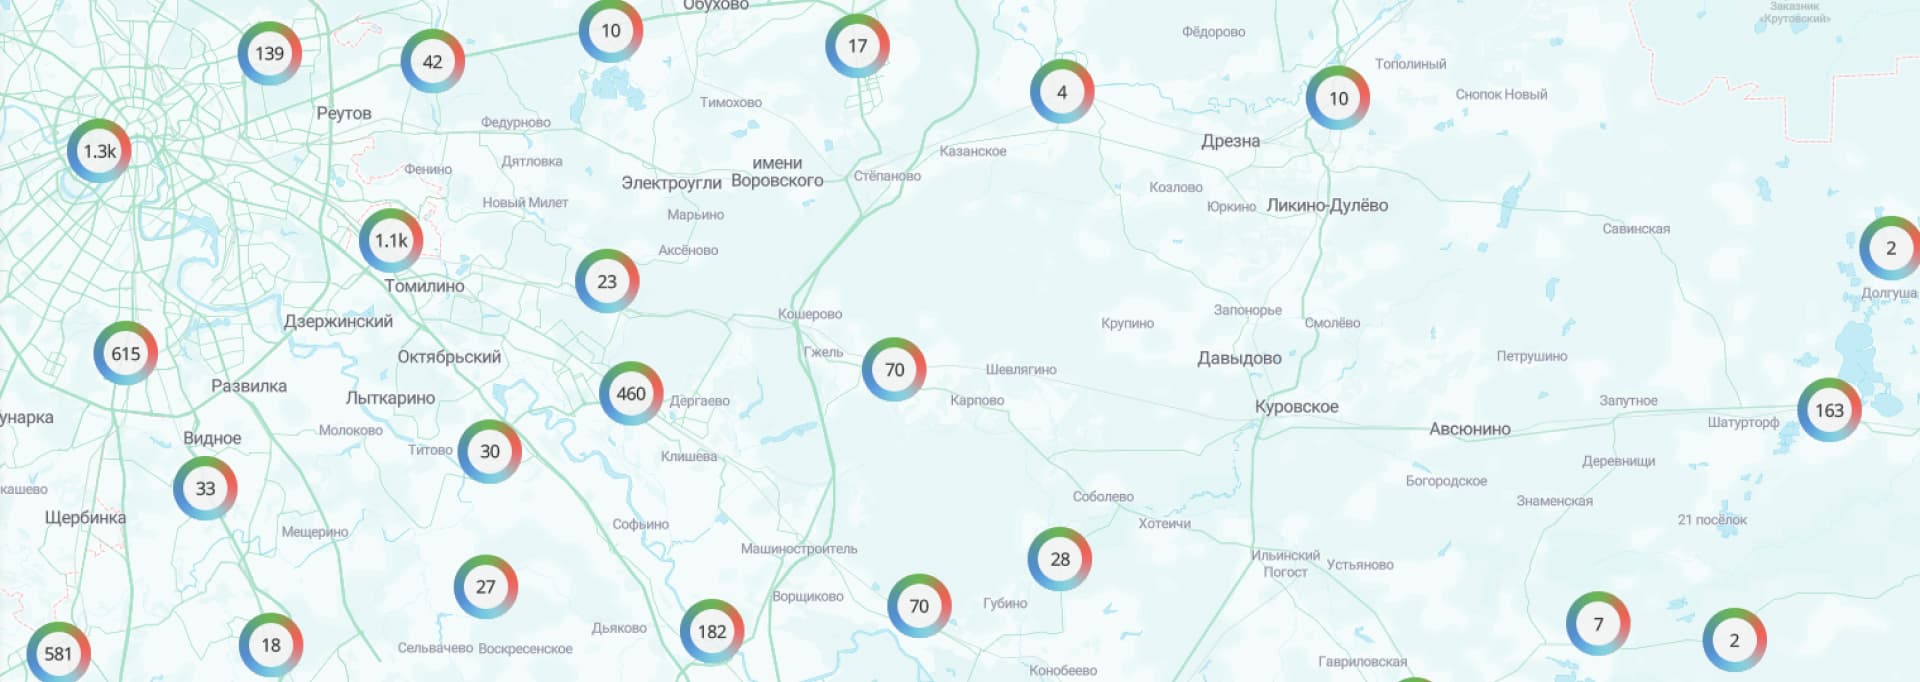 Обухово
Заказник
«Крутовский»
10
Фёдорово
139
17
42
Тополиный
4
Снопок Новый
10
Тимохово
Реутов
Федурново
Дрезна
1.3k
Казанское
Дятловка
имени
Воровского
Фенино
Стёпаново
Электроугли
Козлово
Новый Милет
Юркино
Ликино-Дулёво
Марьино
Савинская
1.1k
2
Аксёново
23
Томилино
Долгуша
Запонорье
Кошерово
Дзержинский
Крупино
Смолёво
615
Гжель
Октябрьский
Давыдово
Петрушино
70
Шевлягино
Развилка
460
Лыткарино
Дергаево
Карпово
Запутное
Куровское
163
унарка
Шатурторф
Молоково
Авсюнино
Видное
Титово
30
Клишева
Деревнищи
Богородское
33
кашево
Соболево
Знаменская
Щербинка
21 посёлок
Софьино
Хотеичи
Мещерино
Машиностроитель
28
Ильинский
Погост
Устьяново
27
Ворщиково
70
Губино
7
Дьяково
182
2
18
Сельвачево
Воскресенское
581
Гавриловская
Конобеево